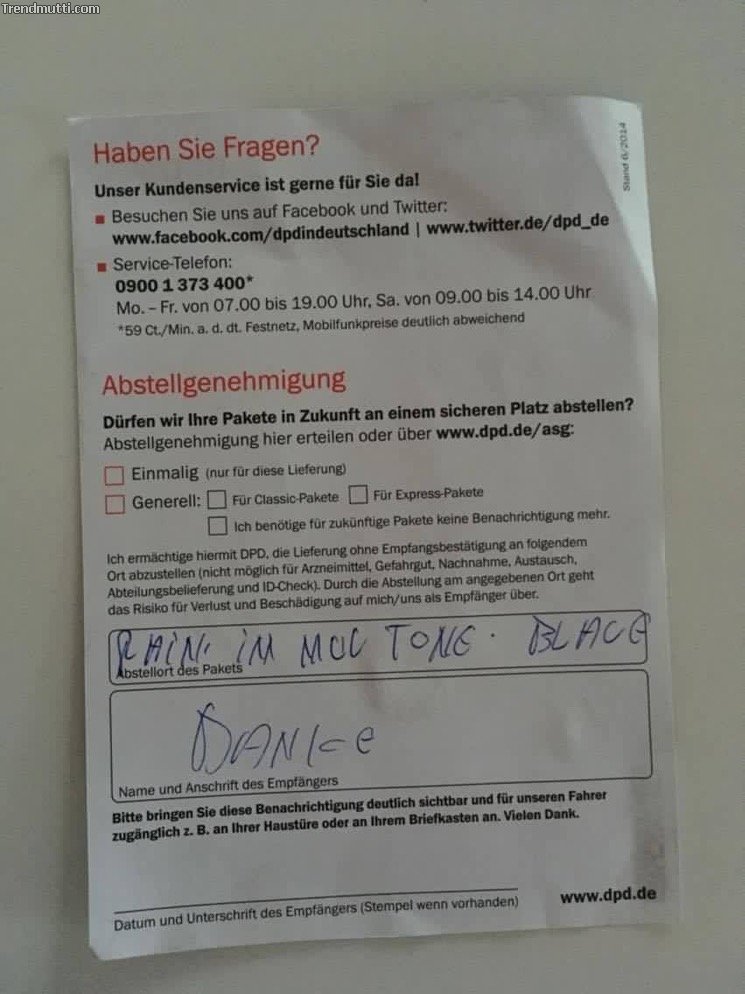 Trendmutti.com
Haben Sie Fragen?
Stand 6/2014
Unser Kundenservice ist gerne für Sie da!
Besuchen Sie uns auf Facebook und Twitter:
www.facebook.com/dpdindeutschland | www.twitter.de/dpd_de
Service-Telefon:
0900 1 373 400*
Mo. – Fr. von 07.00 bis 19.00 Uhr, Sa. von 09.00 bis 14.00 Uhr
*59 Ct./Min. a. d. dt. Festnetz, Mobilfunkpreise deutlich abweichend
Abstellgenehmigung
Dürfen wir Ihre Pakete in Zukunft an einem sicheren Platz abstellen?
Abstellgenehmigung hier erteilen oder über www.dpd.de/asg:
Einmalig (nur für diese Lieferung)
Generell: Für Classic-Pakete Für Express-Pakete
Ich benötige für zukünftige Pakete keine Benachrichtigung mehr.
Ich ermächtige hiermit DPD, die Lieferung ohne Empfangsbestätigung an folgendem
Ort abzustellen (nicht möglich für Arzneimittel, Gefahrgut, Nachnahme, Austausch,
Abteilungsbelieferung und ID-Check). Durch die Abstellung am angegebenen Ort geht
das Risiko für Verlust und Beschädigung auf mich/uns als Empfänger über.
iM MUL TONE. BLAUE
Abstellort des Pakets
DANKe
Name und Anschrift des Empfängers
Bitte bringen Sie diese Benachrichtigung deutlich sichtbar und für unseren Fahrer
zugänglich z. B. an Ihrer Haustüre oder an Ihrem Briefkasten an. Vielen Dank.
Datum und Unterschrift des Empfängers (Stempel wenn vorhanden)
www.dpd.de